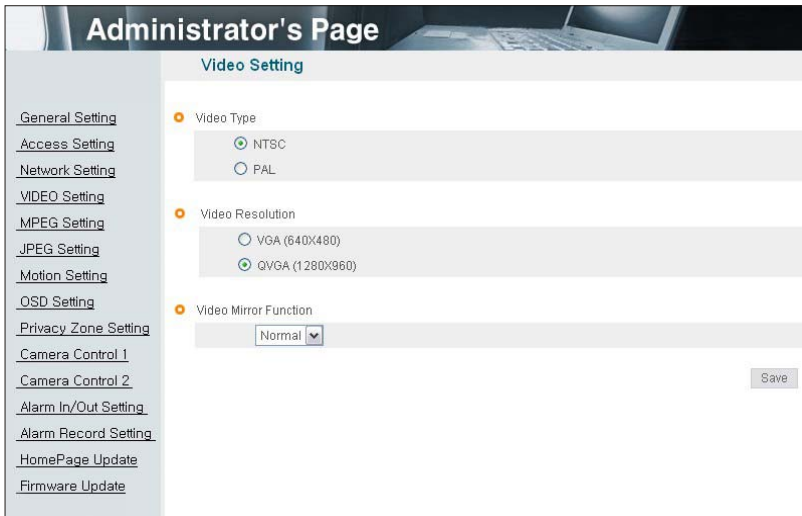 Administrator's Page
Video Setting
General Setting
Access Setting
Network Setting
VIDEO Setting
MPEG Setting
JPEG Setting
Motion Setting
OSD Setting
Privacy Zone Setting
Camera Control 1
Camera Control 2
Alarm In/Out Setting
Alarm Record Setting
HomePage Update
Firmware Update
Video Type
NTSC
PAL
Video Resolution
VGA (640X480)
QVGA (1280X960)
Video Mirror Function
Normal
Save